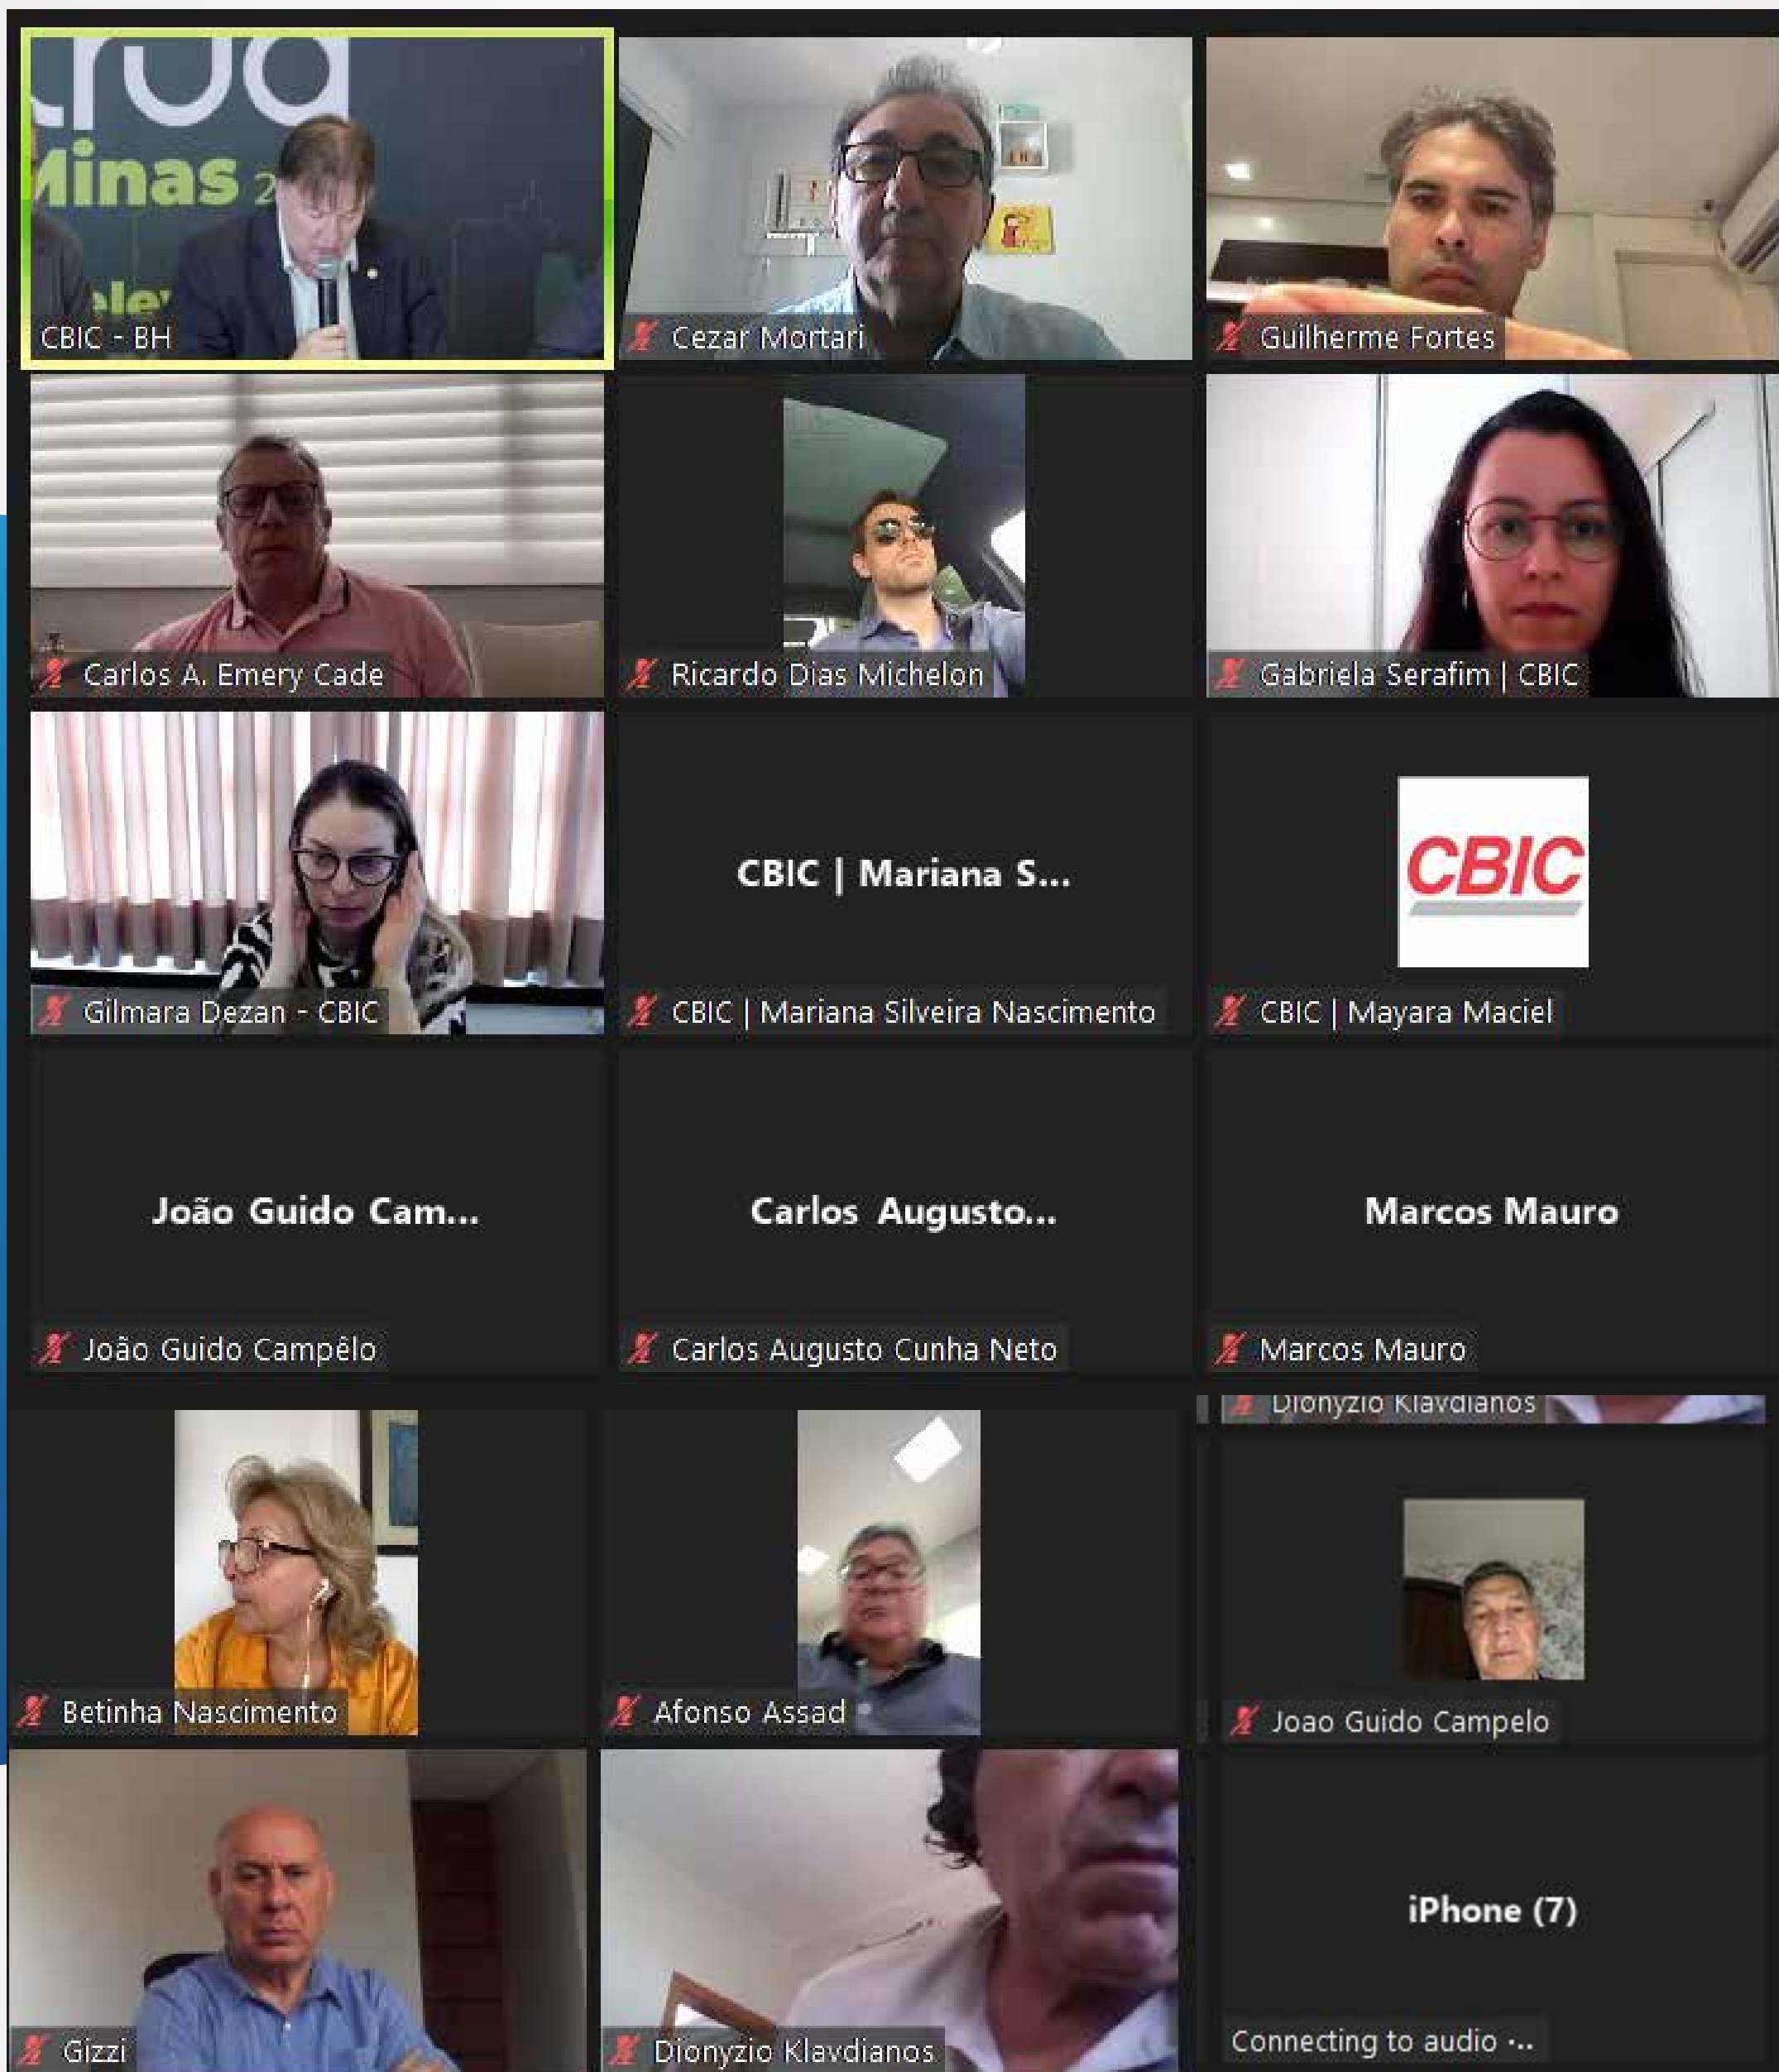 Minas 2
CBIC - BH
Cezar Mortari
Guilherme Fortes
Carlos A. Emery Cade
Ricardo Dias Michelon
Gabriela Serafim | CBIC
Gilmara Dezan - CBIC
CBIC | Mariana S...
CBIC | Mariana Silveira Nascimento
CBIC
CBIC | Mayara Maciel
João Guido Cam...
João Guido Campêlo
Carlos Augusto...
Carlos Augusto Cunha Neto
Marcos Mauro
Marcos Mauro
Dionyzio Klavdianos
Betinha Nascimento
Afonso Assad
Joao Guido Campelo
Gizzi
Dionyzio Klavdianos
iPhone (7)
Connecting to audio ...